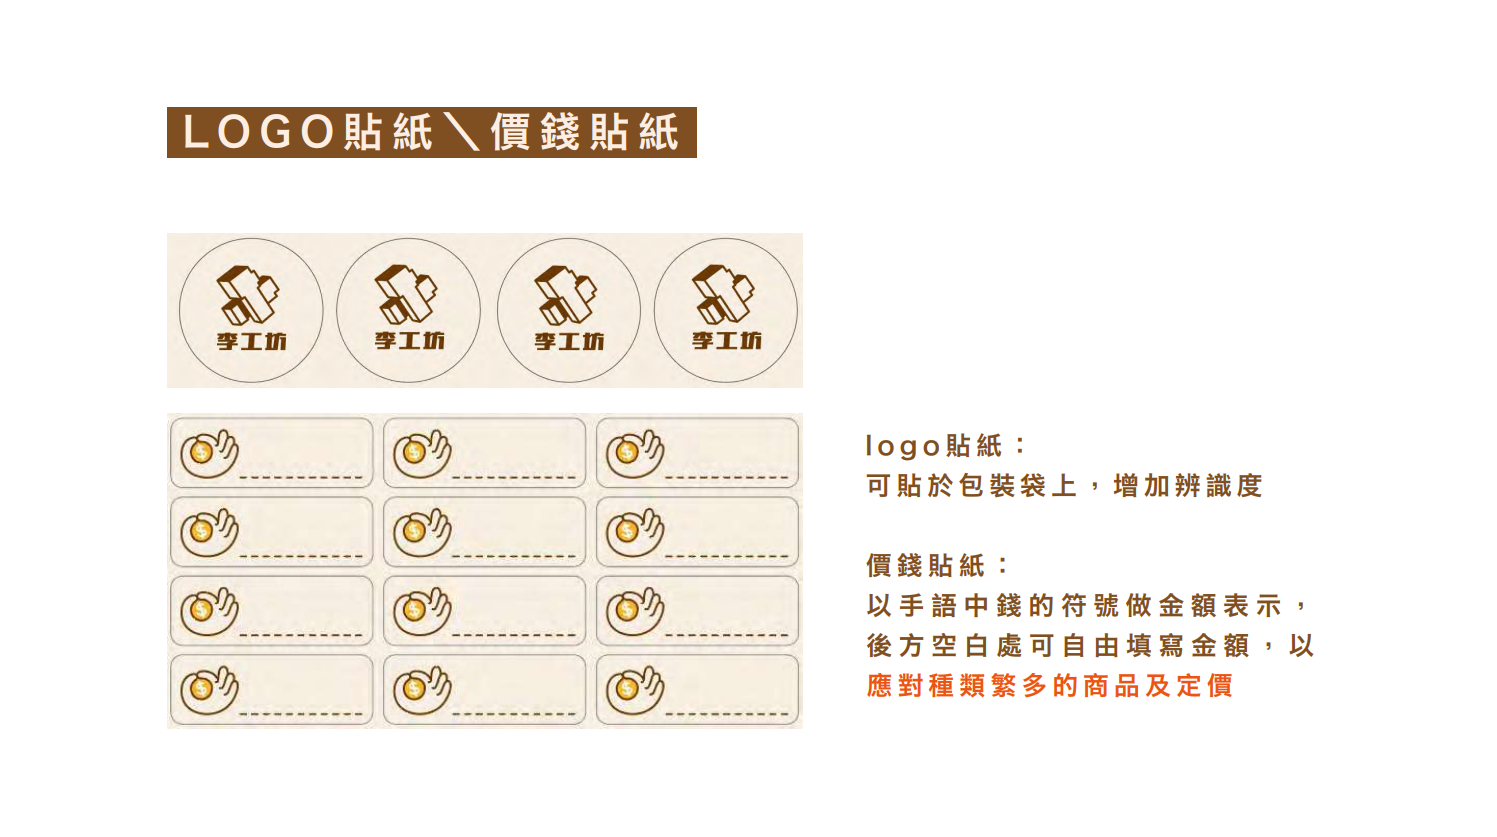 LOGO貼紙＼價錢貼紙
李工坊 李工坊 李工坊 李工坊
$ $ $
$ $ $
$ $ $
$ $ $
logo貼紙：
可貼於包裝袋上，增加辨識度
價錢貼紙：
以手語中錢的符號做金額表示，
後方空白處可自由填寫金額，以
應對種類繁多的商品及定價